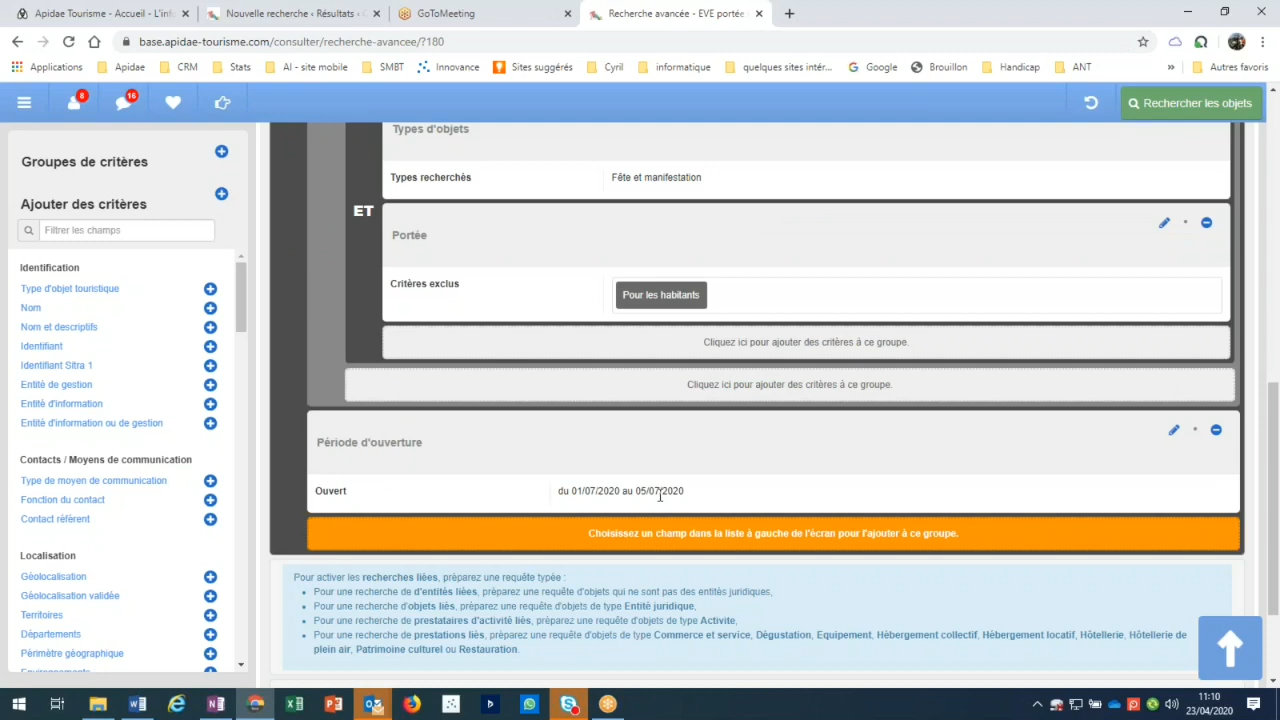 Apidae Tourisme - Accueil - L'inf
Nouvelle recherche ‹ Résultats ‹
GoToMeeting
Recherche avancée - EVE portée
base.apidae-tourisme.com/consulter/recherche-avancee/?180
Applications
Apidae
CRM
Stats
AI - site mobile
SMBT
Innovance
Sites suggérés
Cyril
informatique
quelques sites intér...
Google
Brouillon
Handicap
ANT
»
Autres favoris
8
16
Rechercher les objets
Groupes de critères
Ajouter des critères
Filtrer les champs
Identification
Type d'objet touristique
Nom
Nom et descriptifs
Identifiant
Identifiant Sitra 1
Entité de gestion
Entité d'information
Entité d'information ou de gestion
Contacts / Moyens de communication
Type de moyen de communication
Fonction du contact
Contact référent
Localisation
Géolocalisation
Géolocalisation validée
Territoires
Départements
Périmètre géographique
Environnements
Types d'objets
Types recherchés
Fête et manifestation
ET
Portée
Critères exclus
Pour les habitants
Cliquez ici pour ajouter des critères à ce groupe.
Cliquez ici pour ajouter des critères à ce groupe.
Période d'ouverture
Ouvert
du 01/07/2020 au 05/07/2020
Choisissez un champ dans la liste à gauche de l'écran pour l'ajouter à ce groupe.
Pour activer les recherches liées, préparez une requête typée :
• Pour une recherche de d'entités liées, préparez une requête d'objets qui ne sont pas des entités juridiques,
• Pour une recherche d'objets liés, préparez une requête d'objets de type Entité juridique,
• Pour une recherche de prestataires d'activité liés, préparez une requête d'objets de type Activite,
• Pour une recherche de prestations liés, préparez une requête d'objets de type Commerce et service, Dégustation, Equipement, Hébergement collectif, Hébergement locatif, Hôtellerie, Hôtellerie de
plein air, Patrimoine culturel ou Restauration.
11:10
23/04/2020